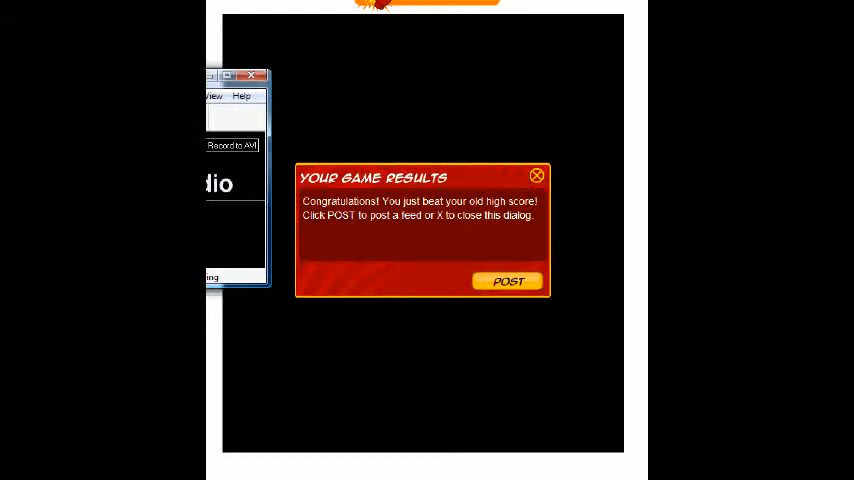 View Help
Record to AVI
dio
YOUR GAME RESULTS
Congratulations! You just beat your old high score!
Click POST to post a feed or X to close this dialog.
POST
ing